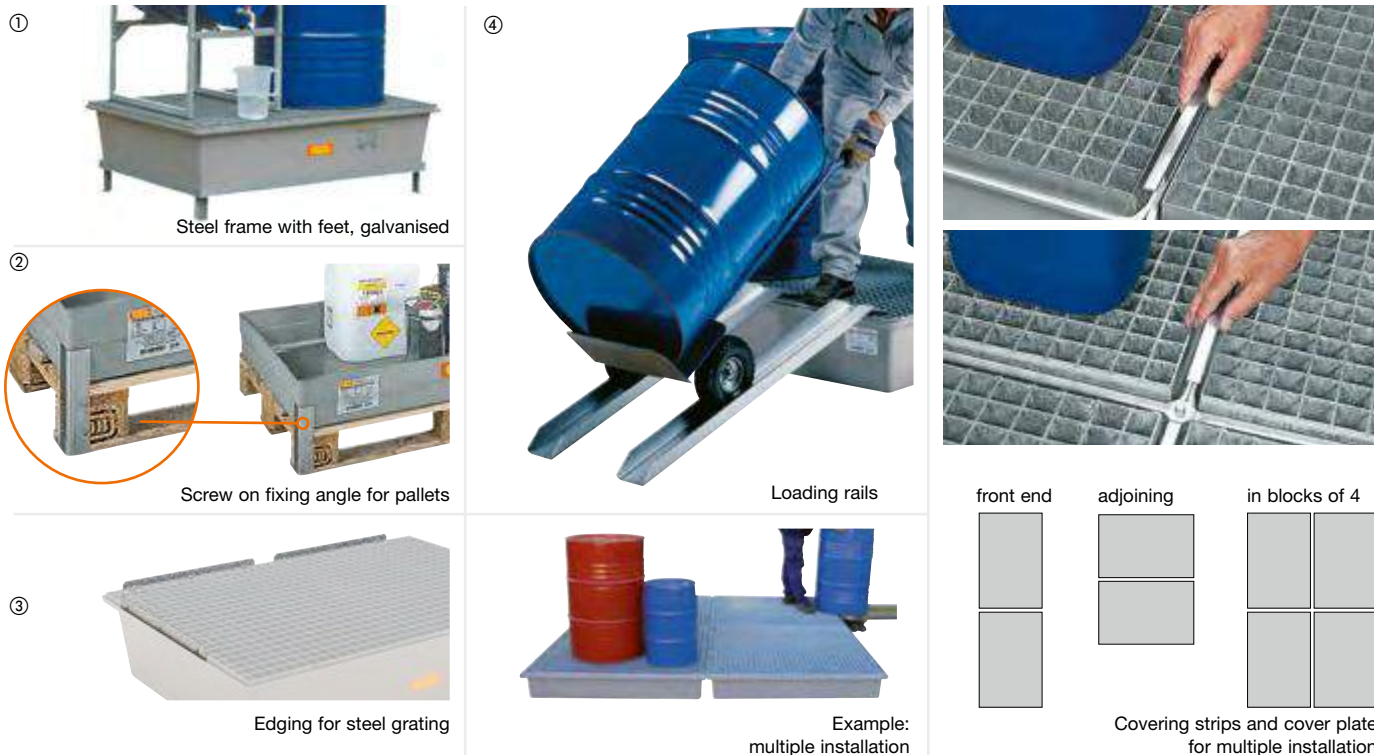 ①
Steel frame with feet, galvanised
②
Screw on fixing angle for pallets
③
Edging for steel grating
④
Loading rails
Example:
multiple installation
front end
adjoining
in blocks of 4
Covering strips and cover plate
for multiple installation